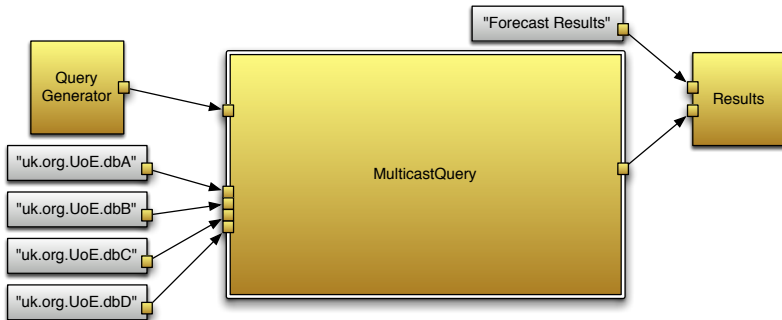 "Forecast Results"
Query
Generator
Results
"uk.org.UoE.dbA"
MulticastQuery
"uk.org.UoE.dbB"
"uk.org.UoE.dbC"
"uk.org.UoE.dbD"